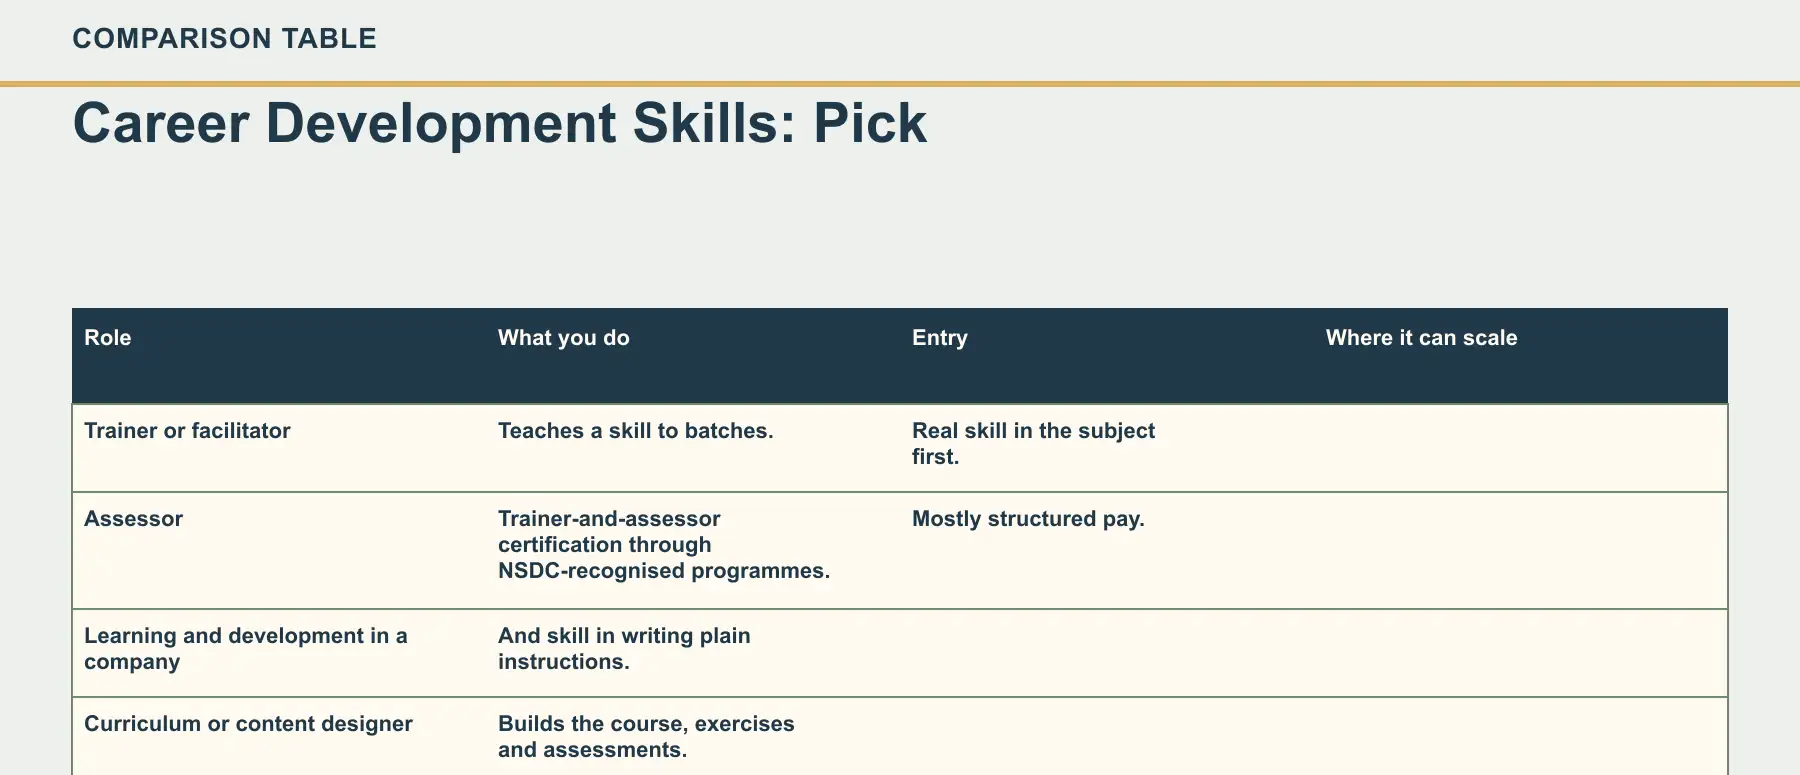 COMPARISON TABLE
Career Development Skills: Pick
Role What you do Entry Where it can scale
Trainer or facilitator Teaches a skill to batches. Real skill in the subject
first.
Assessor Trainer-and-assessor Mostly structured pay.
certification through
NSDC-recognised programmes.
Learning and development in a And skill in writing plain
company instructions.
Curriculum or content designer Builds the course, exercises
and assessments.